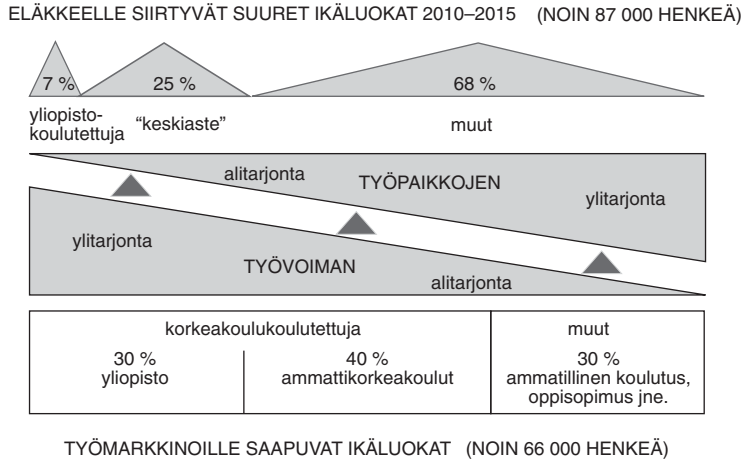 ELÄKKEELLE SIIRTYVÄT SUURET IKÄLUOKAT 2010–2015 (NOIN 87 000 HENKEÄ)
7 % 25 % 68 %
yliopisto-
koulutettuja "keskiaste" muut
alitarjonta TYÖPAIKKOJEN
ylitarjonta
ylitarjonta
TYÖVOIMAN
alitarjonta
korkeakoulukoulutettuja muut
30 % 40 % 30 %
yliopisto ammattikorkeakoulut ammatillinen koulutus,
oppisopimus jne.
TYÖMARKKINOILLE SAAPUVAT IKÄLUOKAT (NOIN 66 000 HENKEÄ)